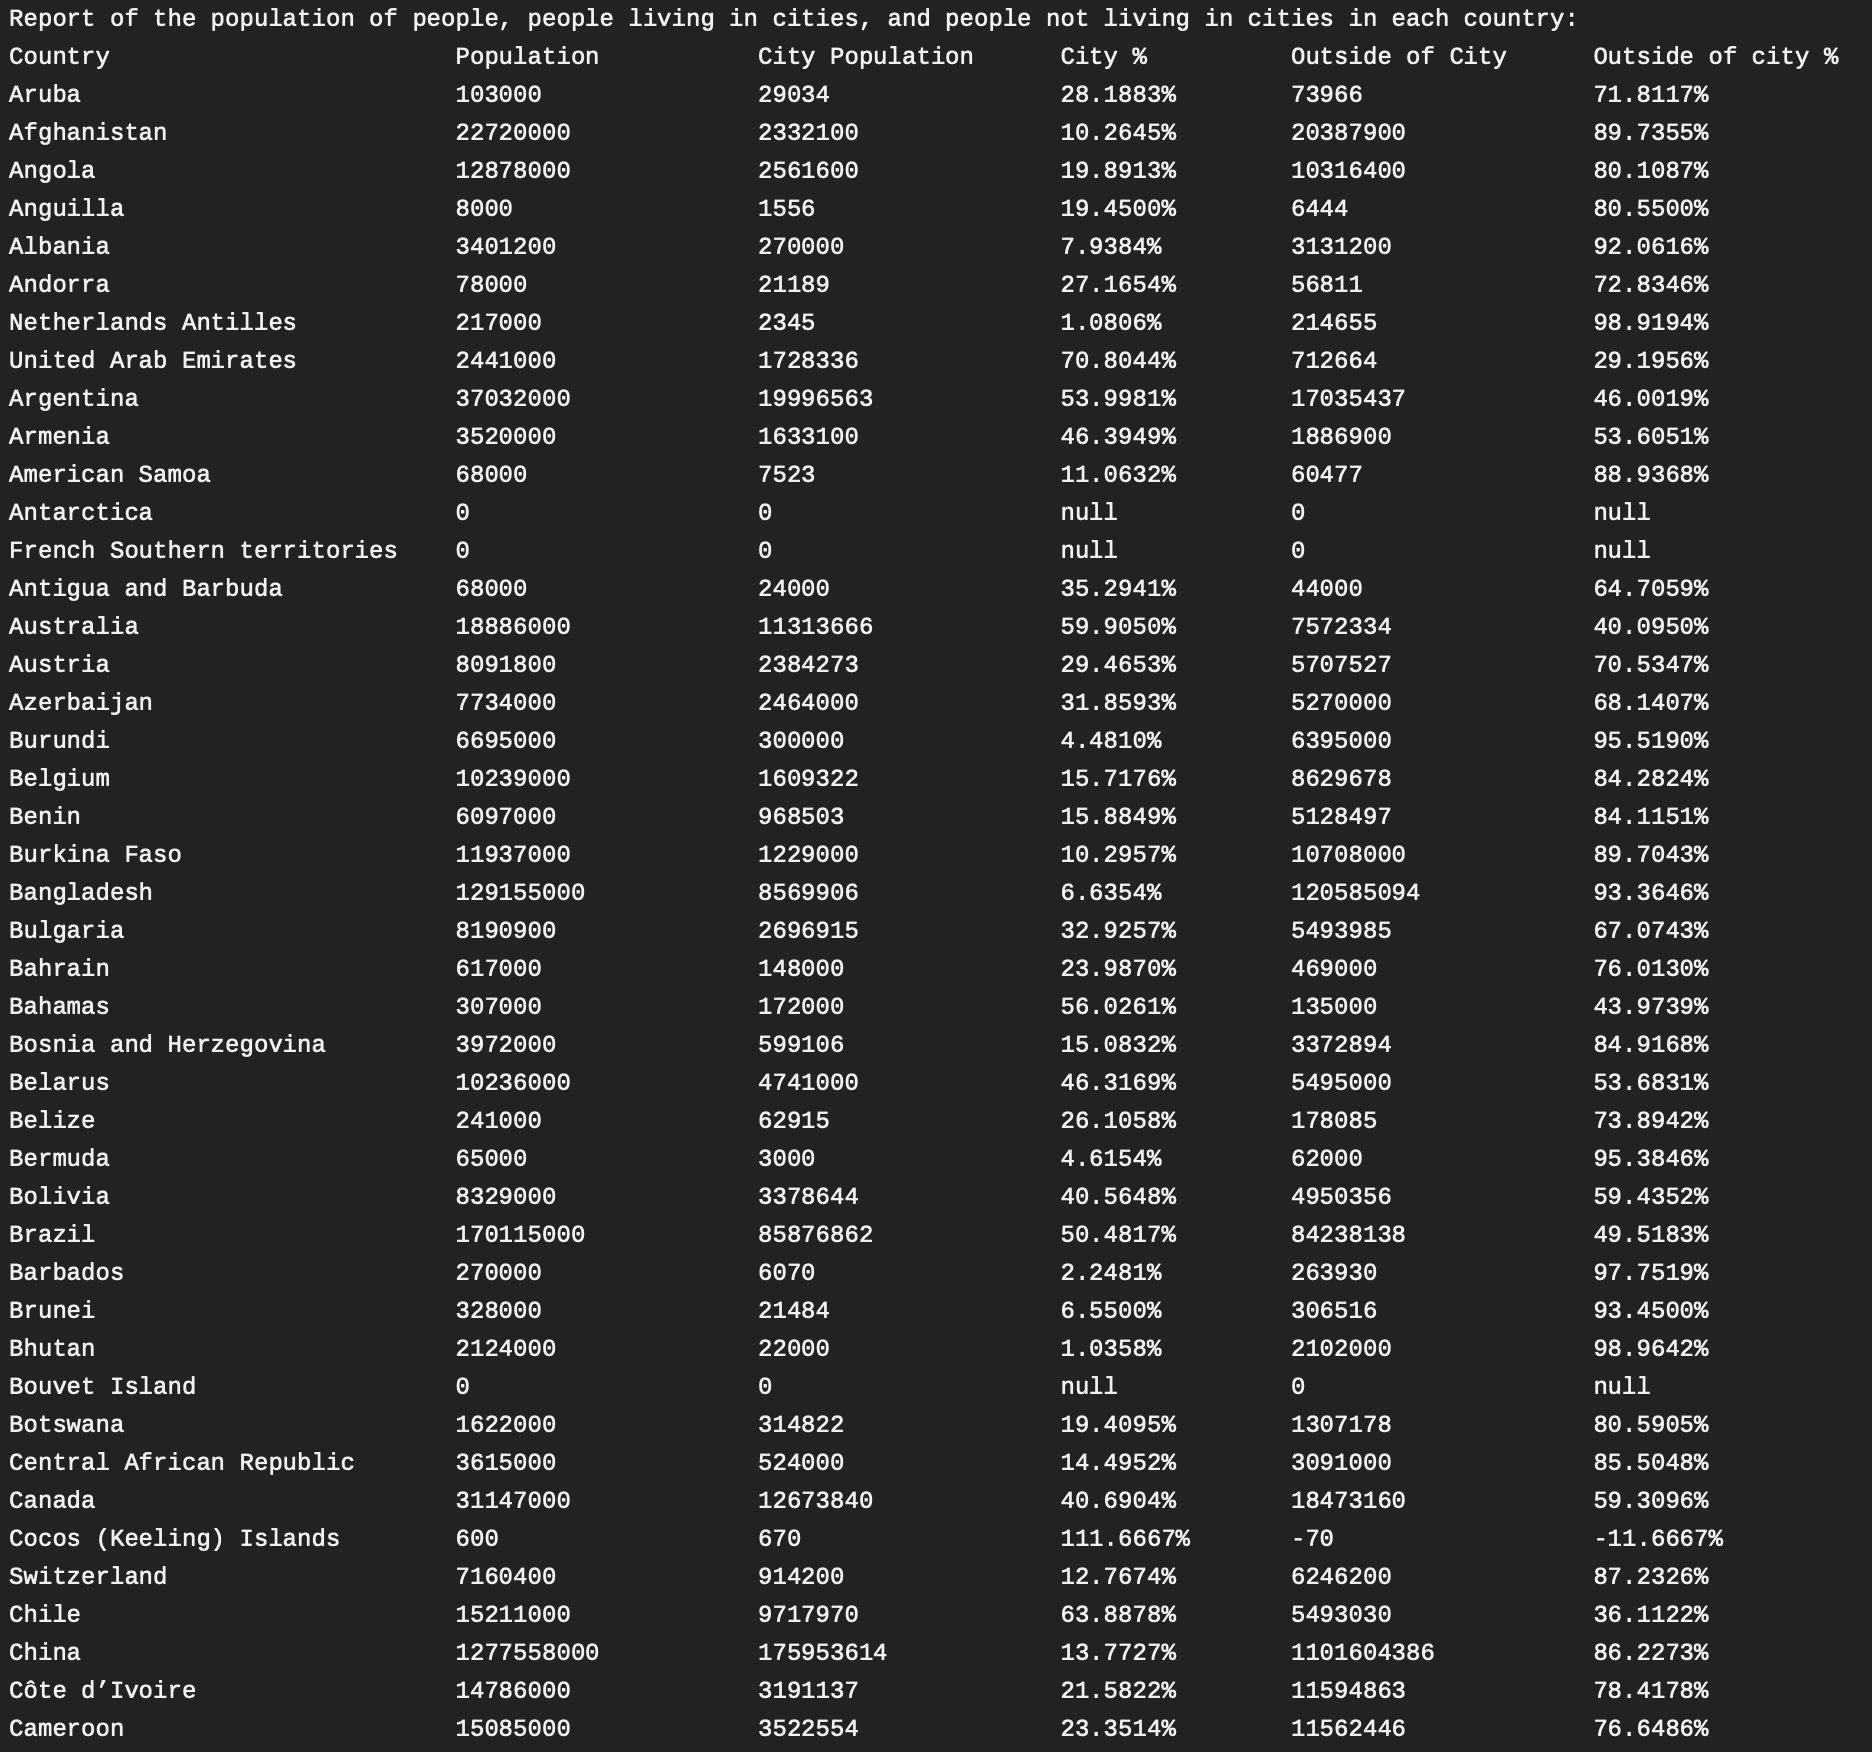 Report of the population of people, people living in cities, and people not living in cities in each country:
Country Population City Population City % Outside of City Outside of city %
Aruba 103000 29034 28.1883% 73966 71.8117%
Afghanistan 22720000 2332100 10.2645% 20387900 89.7355%
Angola 12878000 2561600 19.8913% 10316400 80.1087%
Anguilla 8000 1556 19.4500% 6444 80.5500%
Albania 3401200 270000 7.9384% 3131200 92.0616%
Andorra 78000 21189 27.1654% 56811 72.8346%
Netherlands Antilles 217000 2345 1.0806% 214655 98.9194%
United Arab Emirates 2441000 1728336 70.8044% 712664 29.1956%
Argentina 37032000 19996563 53.9981% 17035437 46.0019%
Armenia 3520000 1633100 46.3949% 1886900 53.6051%
American Samoa 68000 7523 11.0632% 60477 88.9368%
Antarctica 0 0 null 0 null
French Southern territories 0 0 null 0 null
Antigua and Barbuda 68000 24000 35.2941% 44000 64.7059%
Australia 18886000 11313666 59.9050% 7572334 40.0950%
Austria 8091800 2384273 29.4653% 5707527 70.5347%
Azerbaijan 7734000 2464000 31.8593% 5270000 68.1407%
Burundi 6695000 300000 4.4810% 6395000 95.5190%
Belgium 10239000 1609322 15.7176% 8629678 84.2824%
Benin 6097000 968503 15.8849% 5128497 84.1151%
Burkina Faso 11937000 1229000 10.2957% 10708000 89.7043%
Bangladesh 129155000 8569906 6.6354% 120585094 93.3646%
Bulgaria 8190900 2696915 32.9257% 5493985 67.0743%
Bahrain 617000 148000 23.9870% 469000 76.0130%
Bahamas 307000 172000 56.0261% 135000 43.9739%
Bosnia and Herzegovina 3972000 599106 15.0832% 3372894 84.9168%
Belarus 10236000 4741000 46.3169% 5495000 53.6831%
Belize 241000 62915 26.1058% 178085 73.8942%
Bermuda 65000 3000 4.6154% 62000 95.3846%
Bolivia 8329000 3378644 40.5648% 4950356 59.4352%
Brazil 170115000 85876862 50.4817% 84238138 49.5183%
Barbados 270000 6070 2.2481% 263930 97.7519%
Brunei 328000 21484 6.5500% 306516 93.4500%
Bhutan 2124000 22000 1.0358% 2102000 98.9642%
Bouvet Island 0 0 null 0 null
Botswana 1622000 314822 19.4095% 1307178 80.5905%
Central African Republic 3615000 524000 14.4952% 3091000 85.5048%
Canada 31147000 12673840 40.6904% 18473160 59.3096%
Cocos (Keeling) Islands 600 670 111.6667% -70 -11.6667%
Switzerland 7160400 914200 12.7674% 6246200 87.2326%
Chile 15211000 9717970 63.8878% 5493030 36.1122%
China 1277558000 175953614 13.7727% 1101604386 86.2273%
Côte d’Ivoire 14786000 3191137 21.5822% 11594863 78.4178%
Cameroon 15085000 3522554 23.3514% 11562446 76.6486%